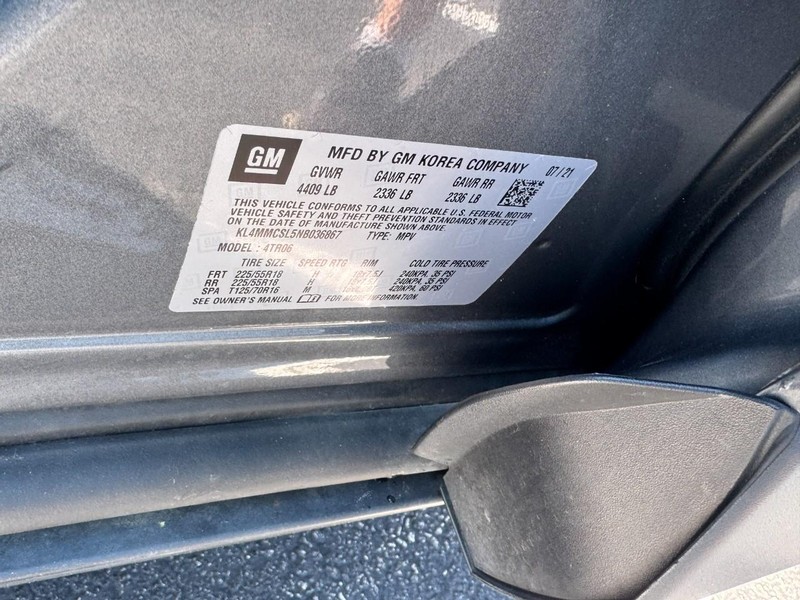 GM MFD BY GM KOREA COMPANY 07/21
GVWR GAWR FRT GAWR RR
4409 LB 2336 LB 2336 LB
THIS VEHICLE CONFORMS TO ALL APPLICABLE U.S. FEDERAL MOTOR
VEHICLE SAFETY AND THEFT PREVENTION STANDARDS IN EFFECT
ON THE DATE OF MANUFACTURE SHOWN ABOVE.
KL4MMCSL5NB036867 TYPE: MPV
MODEL: 4TR06
TIRE SIZE SPEED RTG RIM COLD TIRE PRESSURE
FRT 225/55R18 H 240KPA, 35 PSI
RR 225/55R18 H 240KPA, 35 PSI
SPA T125/70R16 M 420KPA, 60 PSI
SEE OWNER'S MANUAL FOR MORE INFORMATION